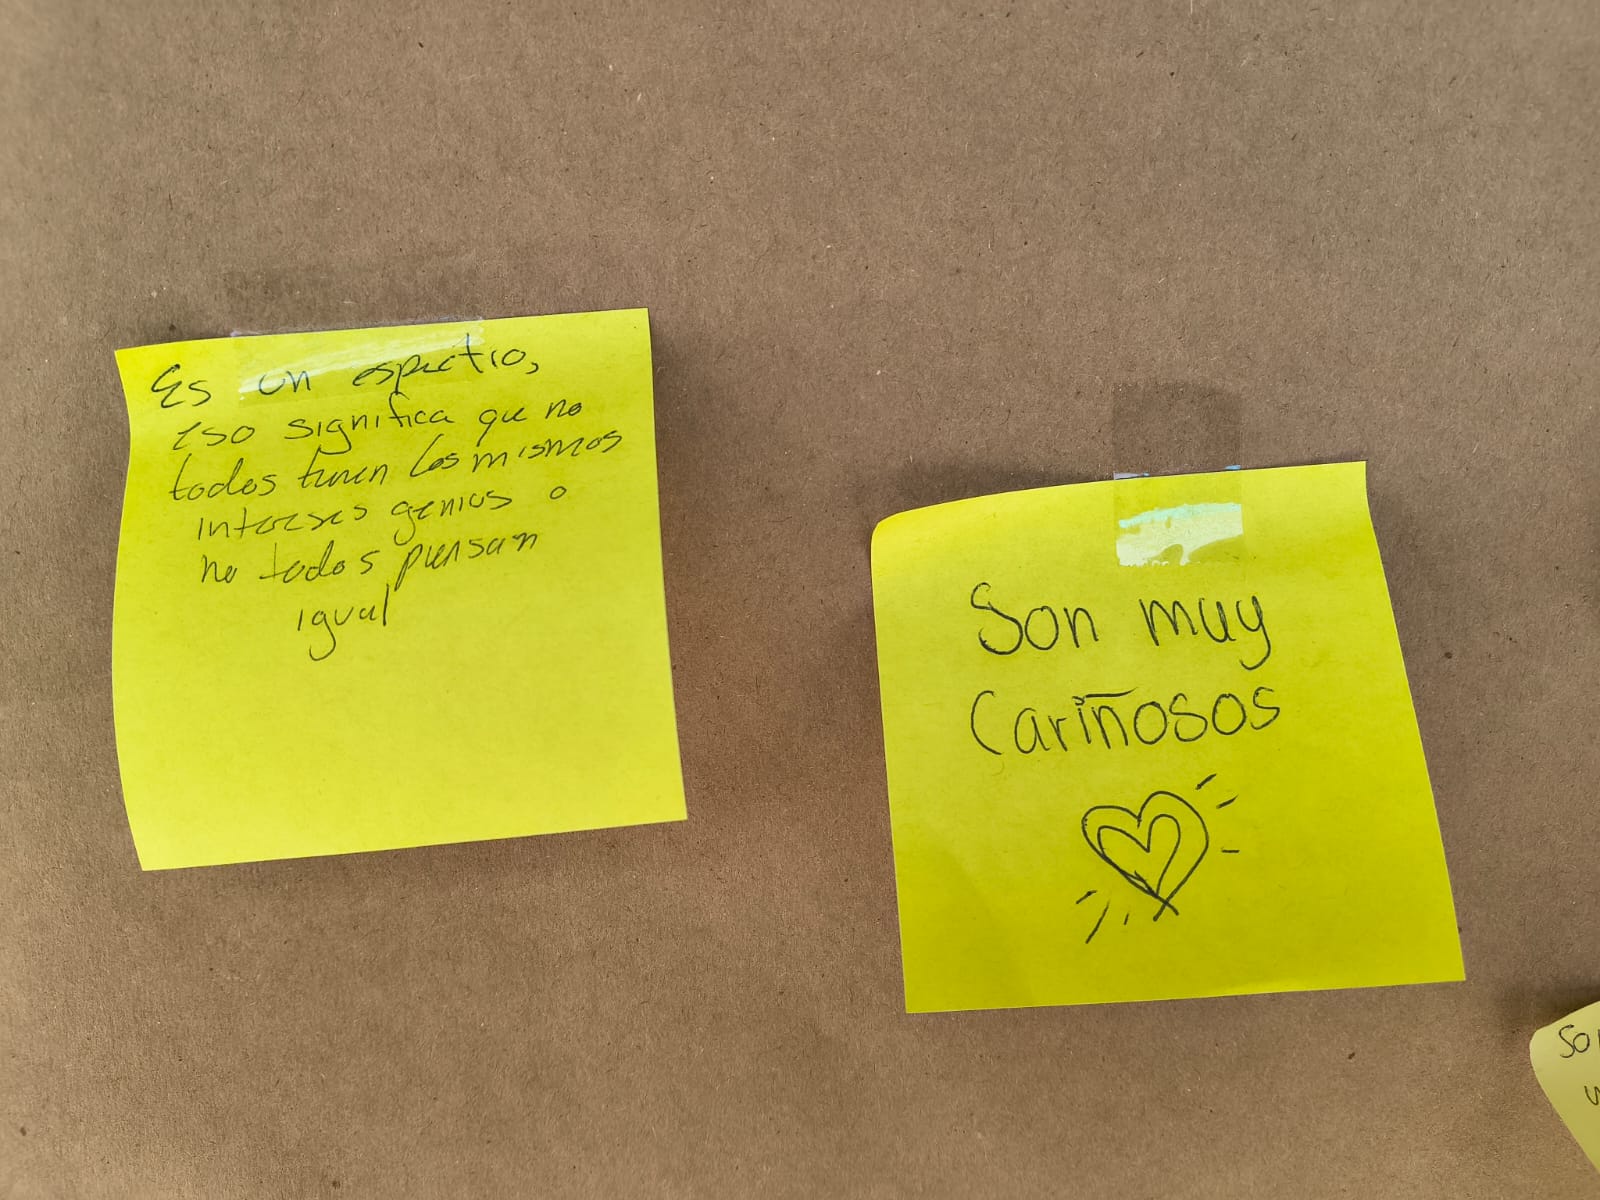 Es un espectro,
eso significa que no
todos tienen los mismos
intereses genios o
no todos piensan
igual
Son muy
Cariñosos
So